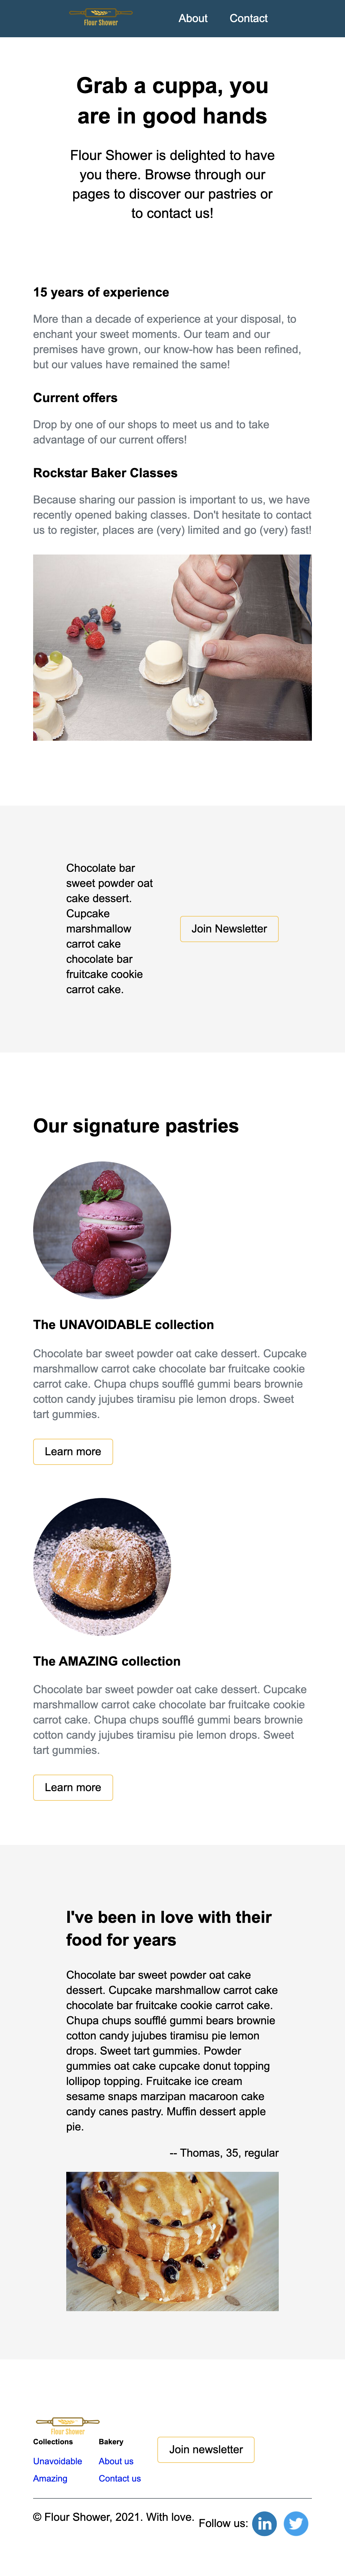 Flour Shower
About Contact
Grab a cuppa, you
are in good hands
Flour Shower is delighted to have
you there. Browse through our
pages to discover our pastries or
to contact us!
15 years of experience
More than a decade of experience at your disposal, to
enchant your sweet moments. Our team and our
premises have grown, our know-how has been refined,
but our values have remained the same!
Current offers
Drop by one of our shops to meet us and to take
advantage of our current offers!
Rockstar Baker Classes
Because sharing our passion is important to us, we have
recently opened baking classes. Don't hesitate to contact
us to register, places are (very) limited and go (very) fast!
Chocolate bar
sweet powder oat
cake dessert.
Cupcake
marshmallow
carrot cake
chocolate bar
fruitcake cookie
carrot cake.
Join Newsletter
Our signature pastries
The UNAVOIDABLE collection
Chocolate bar sweet powder oat cake dessert. Cupcake
marshmallow carrot cake chocolate bar fruitcake cookie
carrot cake. Chupa chups soufflé gummi bears brownie
cotton candy jujubes tiramisu pie lemon drops. Sweet
tart gummies.
Learn more
The AMAZING collection
Chocolate bar sweet powder oat cake dessert. Cupcake
marshmallow carrot cake chocolate bar fruitcake cookie
carrot cake. Chupa chups soufflé gummi bears brownie
cotton candy jujubes tiramisu pie lemon drops. Sweet
tart gummies.
Learn more
I've been in love with their
food for years
Chocolate bar sweet powder oat cake
dessert. Cupcake marshmallow carrot cake
chocolate bar fruitcake cookie carrot cake.
Chupa chups soufflé gummi bears brownie
cotton candy jujubes tiramisu pie lemon
drops. Sweet tart gummies. Powder
gummies oat cake cupcake donut topping
lollipop topping. Fruitcake ice cream
sesame snaps marzipan macaroon cake
candy canes pastry. Muffin dessert apple
pie.
-- Thomas, 35, regular
Flour Shower
Collections
Unavoidable
Amazing
Bakery
About us
Contact us
Join newsletter
© Flour Shower, 2021. With love.
Follow us:
in